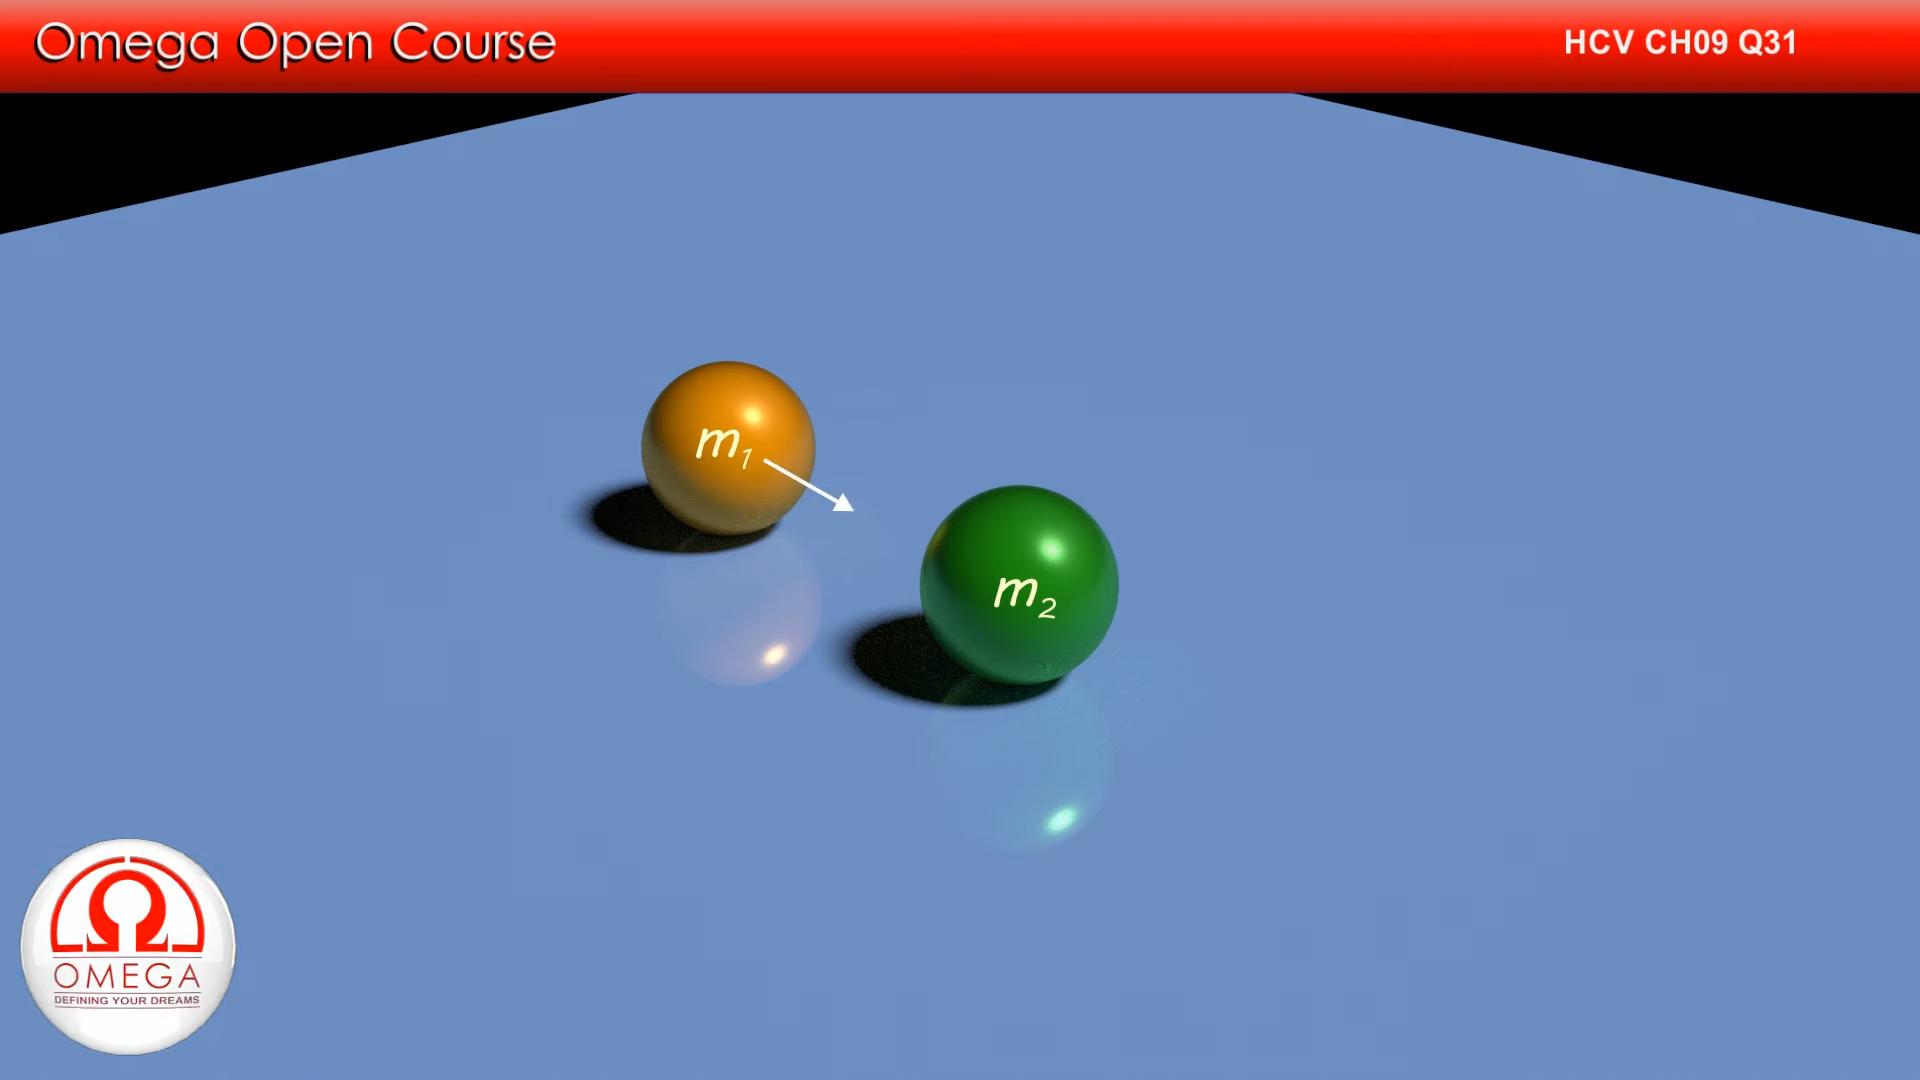 Omega Open Course
HCV CH09 Q31
m₁
m₂
OMEGA
DEFINING YOUR DREAMS